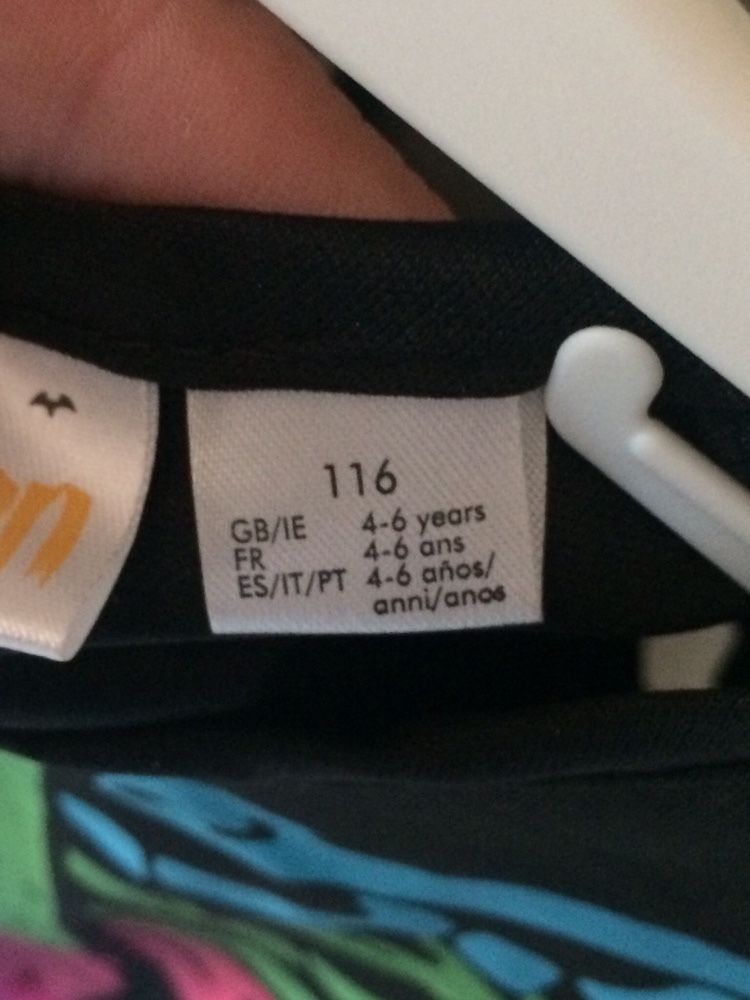 116
GB/IE 4-6 years
FR 4-6 ans
ES/IT/PT 4-6 años/
anni/anos